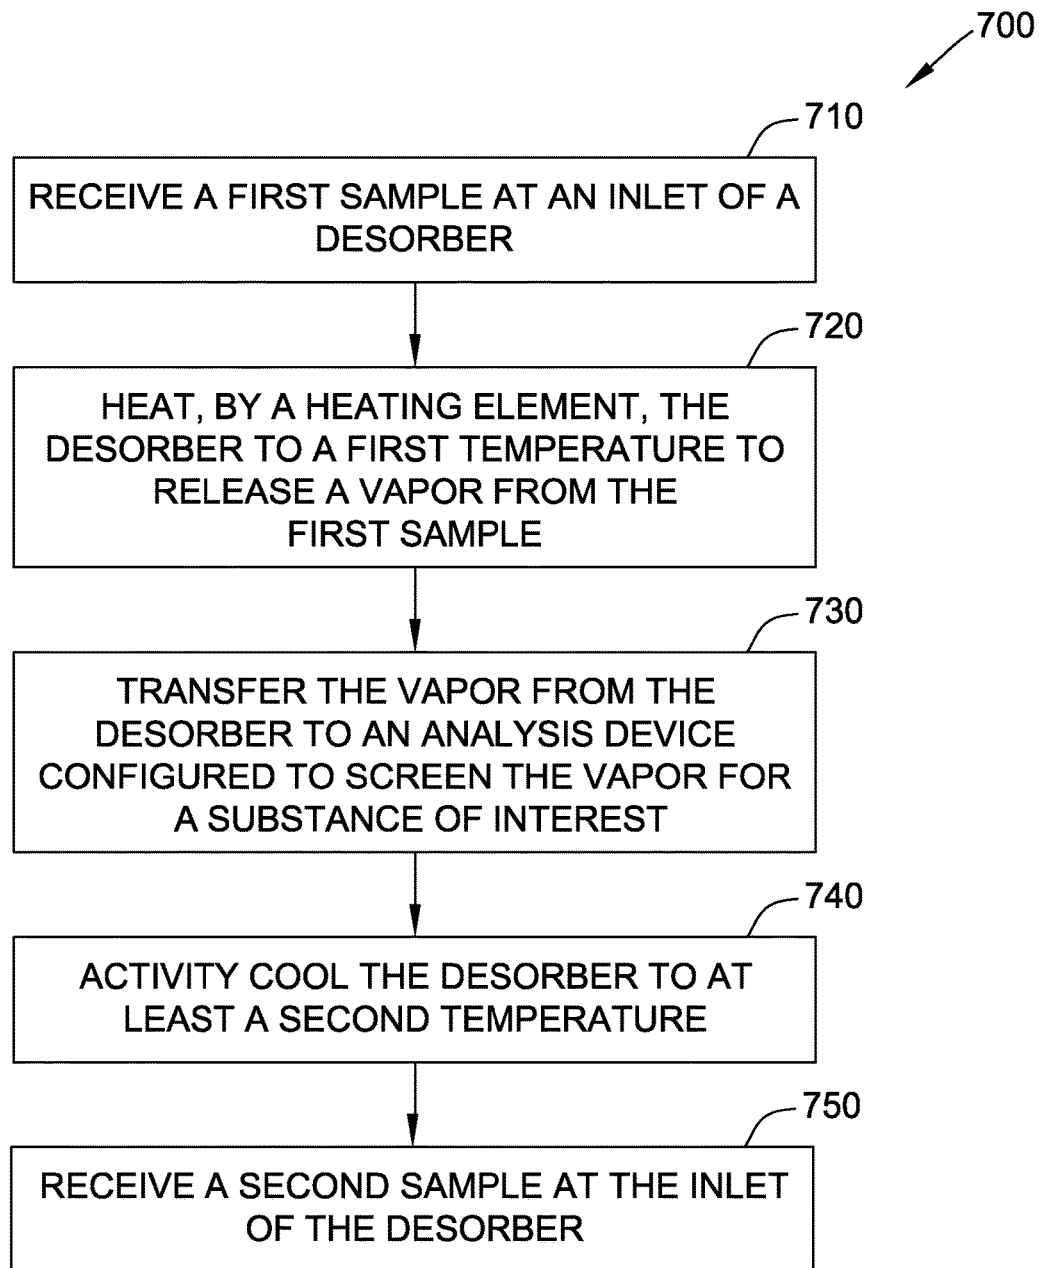 700
710
RECEIVE A FIRST SAMPLE AT AN INLET OF A
DESORBER
720
HEAT, BY A HEATING ELEMENT, THE
DESORBER TO A FIRST TEMPERATURE TO
RELEASE A VAPOR FROM THE
FIRST SAMPLE
730
TRANSFER THE VAPOR FROM THE
DESORBER TO AN ANALYSIS DEVICE
CONFIGURED TO SCREEN THE VAPOR FOR
A SUBSTANCE OF INTEREST
740
ACTIVITY COOL THE DESORBER TO AT
LEAST A SECOND TEMPERATURE
750
RECEIVE A SECOND SAMPLE AT THE INLET
OF THE DESORBER